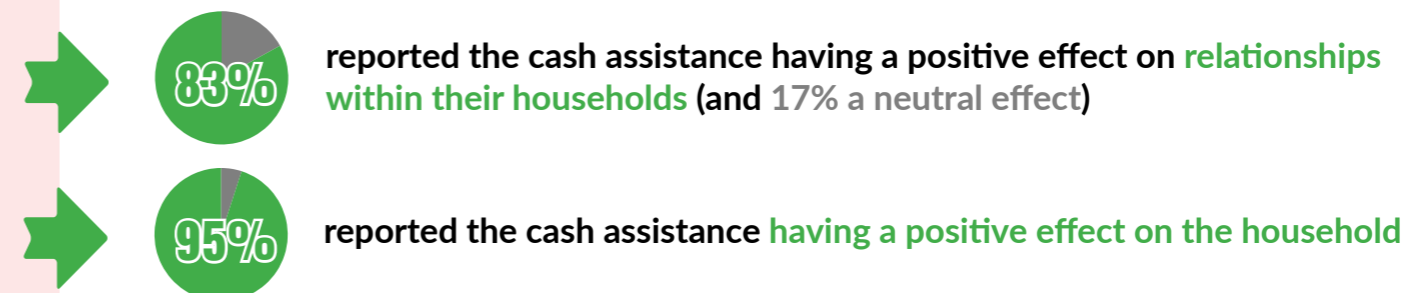 83%
reported the cash assistance having a positive effect on relationships
within their households (and 17% a neutral effect)
95%
reported the cash assistance having a positive effect on the household